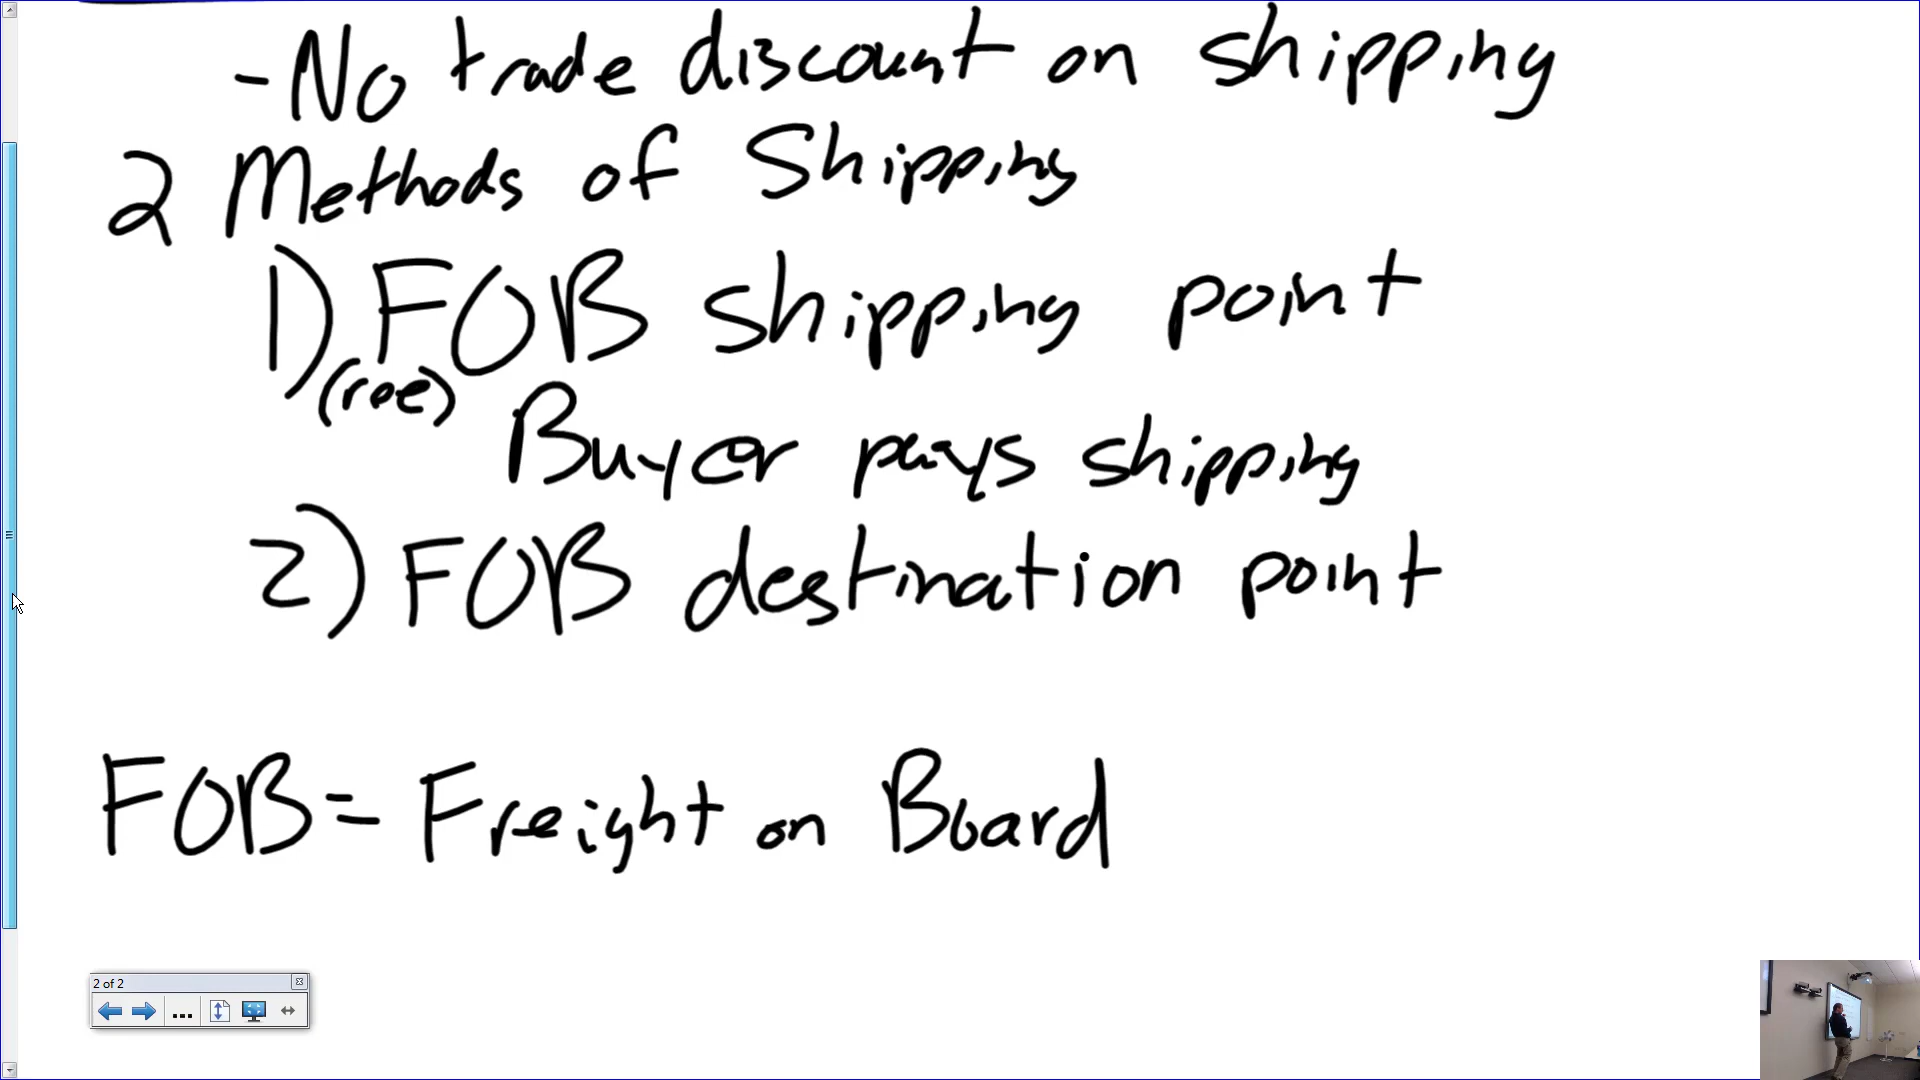 -No trade discount on shipping
2 Methods of Shipping
1) FOB shipping point
(ree)
Buyer pays shipping
2) FOB destination point
FOB = Freight on Board
2 of 2